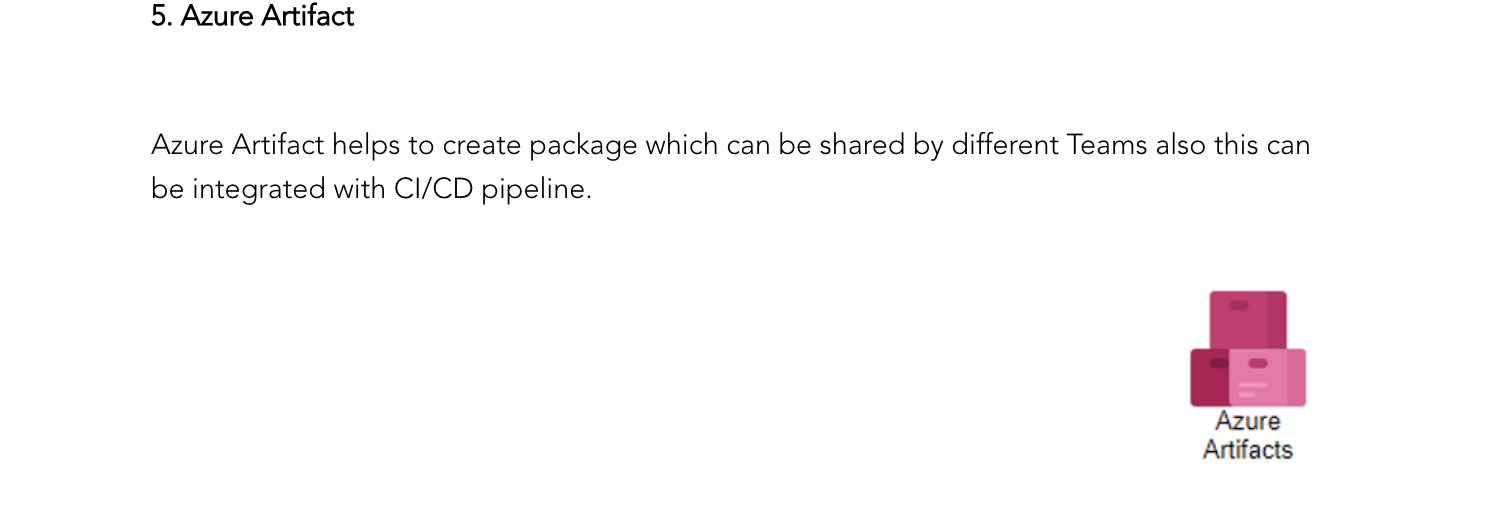 5. Azure Artifact
Azure Artifact helps to create package which can be shared by different Teams also this can
be integrated with CI/CD pipeline.
Azure
Artifacts